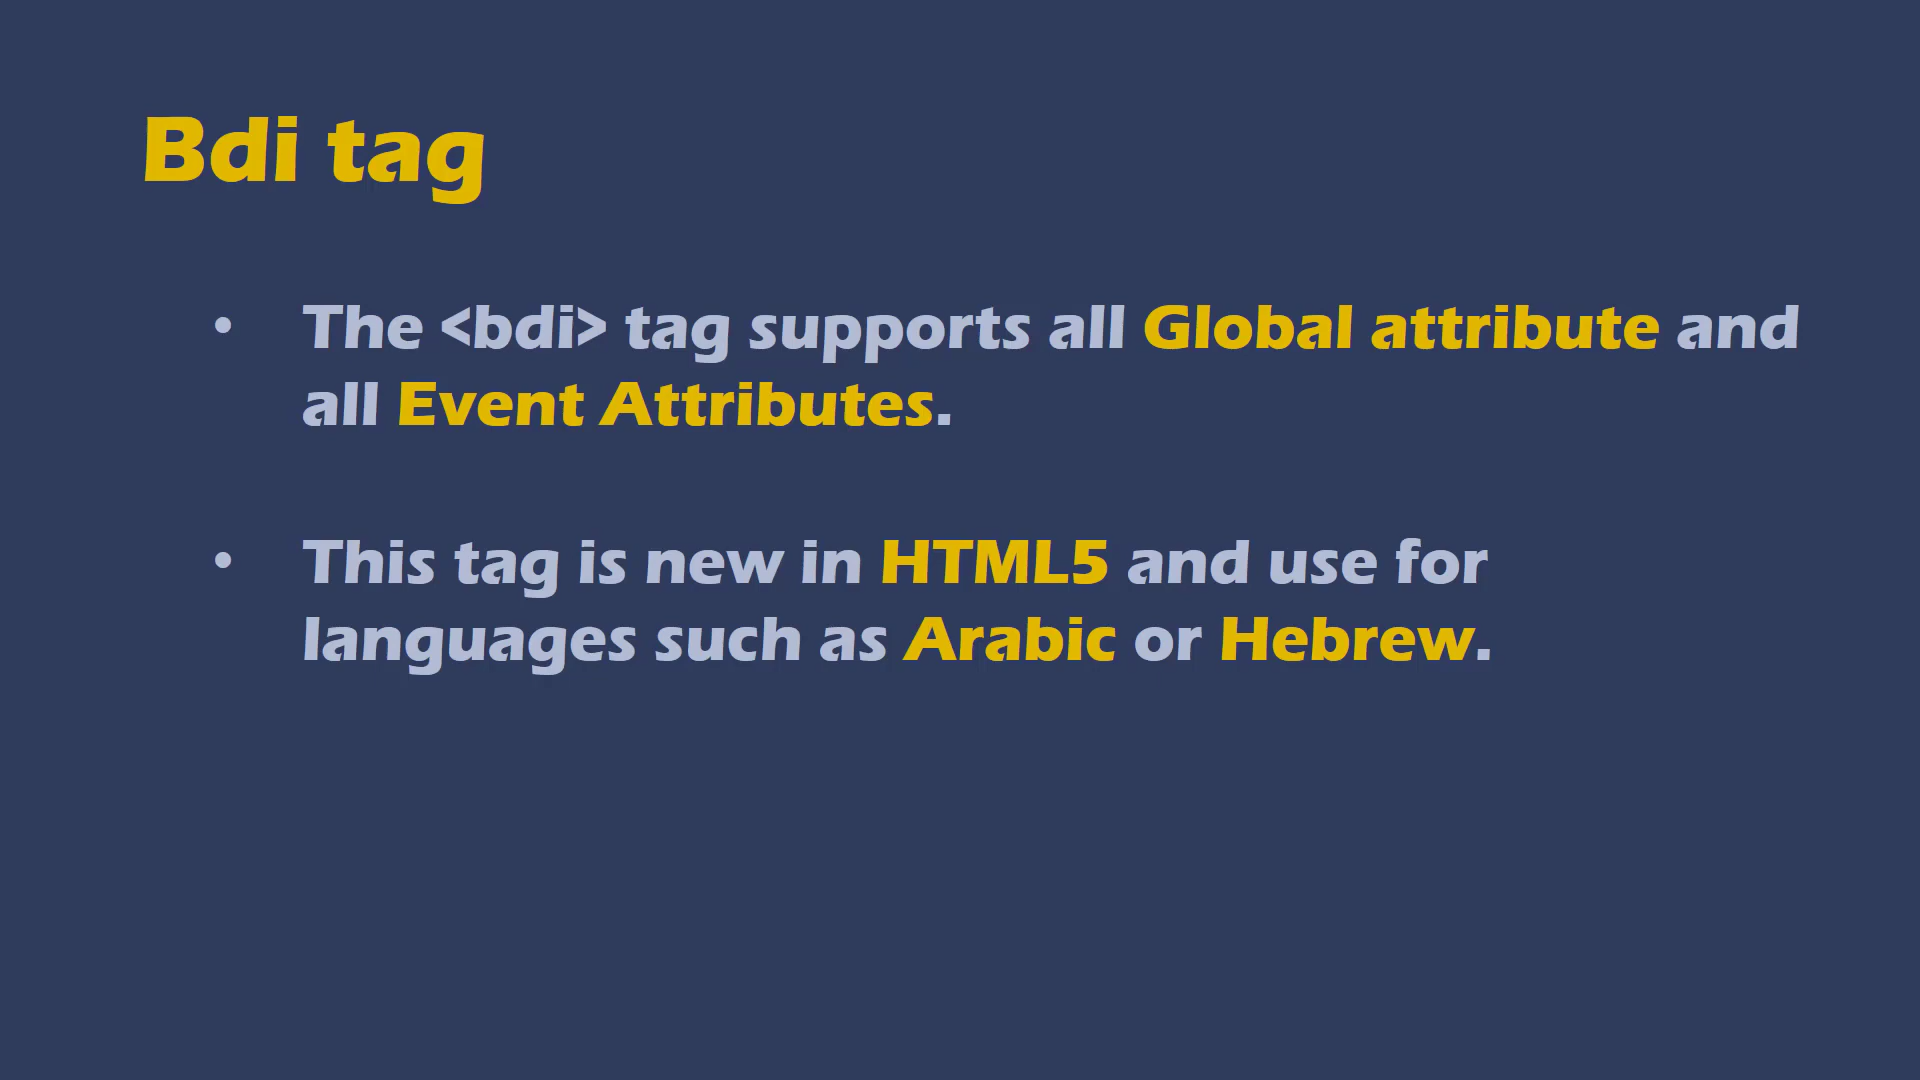 Bdi tag
• The <bdi> tag supports all Global attribute and
all Event Attributes.
• This tag is new in HTML5 and use for
languages such as Arabic or Hebrew.